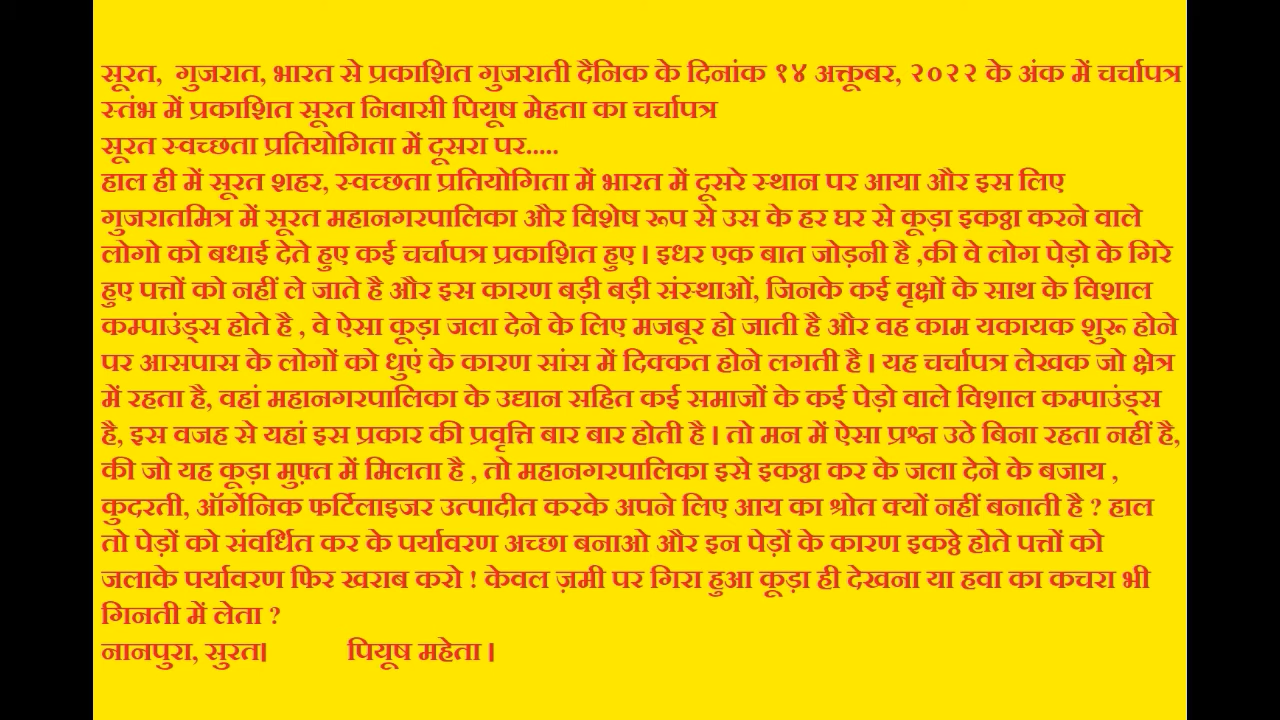 सूरत, गुजरात, भारत से प्रकाशित गुजराती दैनिक के दिनांक १४ अक्तूबर, २०२२ के अंक में चर्चापत्र
स्तंभ में प्रकाशित सूरत निवासी पियूष मेहता का चर्चापत्र
सूरत स्वच्छता प्रतियोगिता में दूसरा पर.....
हाल ही में सूरत शहर, स्वच्छता प्रतियोगिता में भारत में दूसरे स्थान पर आया और इस लिए
गुजरातमित्र में सूरत महानगरपालिका और विशेष रूप से उस के हर घर से कूड़ा इकठ्ठा करने वाले
लोगो को बधाई देते हुए कई चर्चापत्र प्रकाशित हुए। इधर एक बात जोड़नी है ,की वे लोग पेड़ो के गिरे
हुए पत्तों को नहीं ले जाते है और इस कारण बड़ी बड़ी संस्थाओं, जिनके कई वृक्षों के साथ के विशाल
कम्पाउंड्स होते है , वे ऐसा कूड़ा जला देने के लिए मजबूर हो जाती है और वह काम यकायक शुरू होने
पर आसपास के लोगों को धुएं के कारण सांस में दिक्कत होने लगती है। यह चर्चापत्र लेखक जो क्षेत्र
में रहता है, वहां महानगरपालिका के उद्यान सहित कई समाजों के कई पेड़ो वाले विशाल कम्पाउंड्स
है, इस वजह से यहां इस प्रकार की प्रवृत्ति बार बार होती है। तो मन में ऐसा प्रश्न उठे बिना रहता नहीं है,
की जो यह कूड़ा मुफ़्त में मिलता है , तो महानगरपालिका इसे इकठ्ठा कर के जला देने के बजाय ,
कुदरती, ऑर्गेनिक फर्टिलाइजर उत्पादीत करके अपने लिए आय का श्रोत क्यों नहीं बनाती है ? हाल
तो पेड़ों को संवर्धित कर के पर्यावरण अच्छा बनाओ और इन पेड़ों के कारण इकठ्ठे होते पत्तों को
जलाके पर्यावरण फिर खराब करो ! केवल ज़मी पर गिरा हुआ कूड़ा ही देखना या हवा का कचरा भी
गिनती में लेता ?
नानपुरा, सुरत। पियूष महेता।